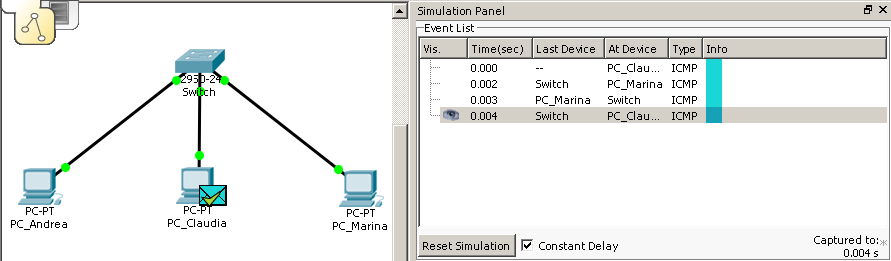 2950-24
Switch
PC-PT
PC_Andrea
PC-PT
PC_Claudia
PC-PT
PC_Marina
Simulation Panel
Event List
Vis. Time(sec) Last Device At Device Type Info
0.000 -- PC_Clau... ICMP
0.002 Switch PC_Marina ICMP
0.003 PC_Marina Switch ICMP
0.004 Switch PC_Clau... ICMP
Reset Simulation Constant Delay Captured to:
0.004 s